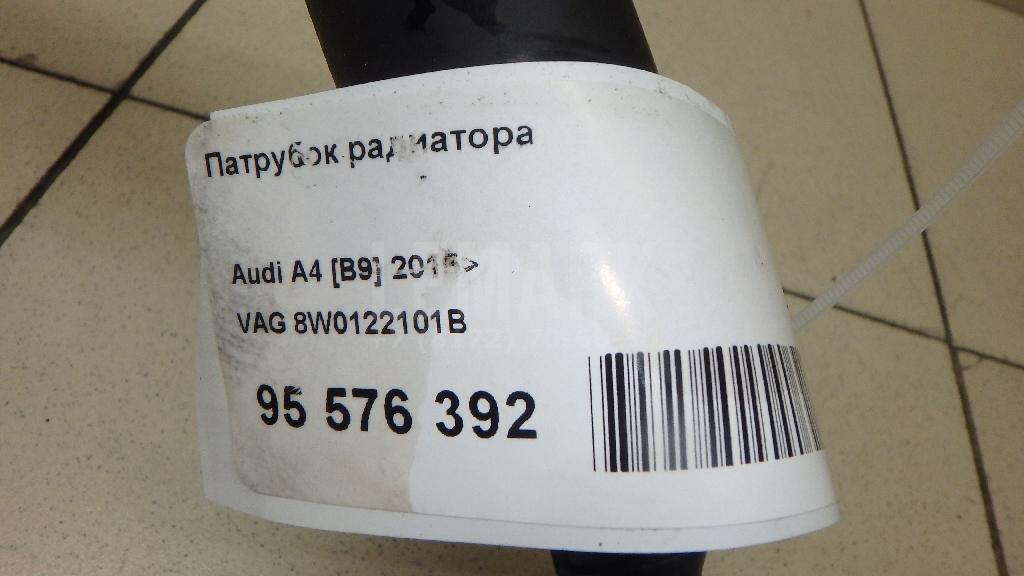 Патрубок радиатора
Audi A4 [B9] 2015>
VAG 8W0122101B
95 576 392